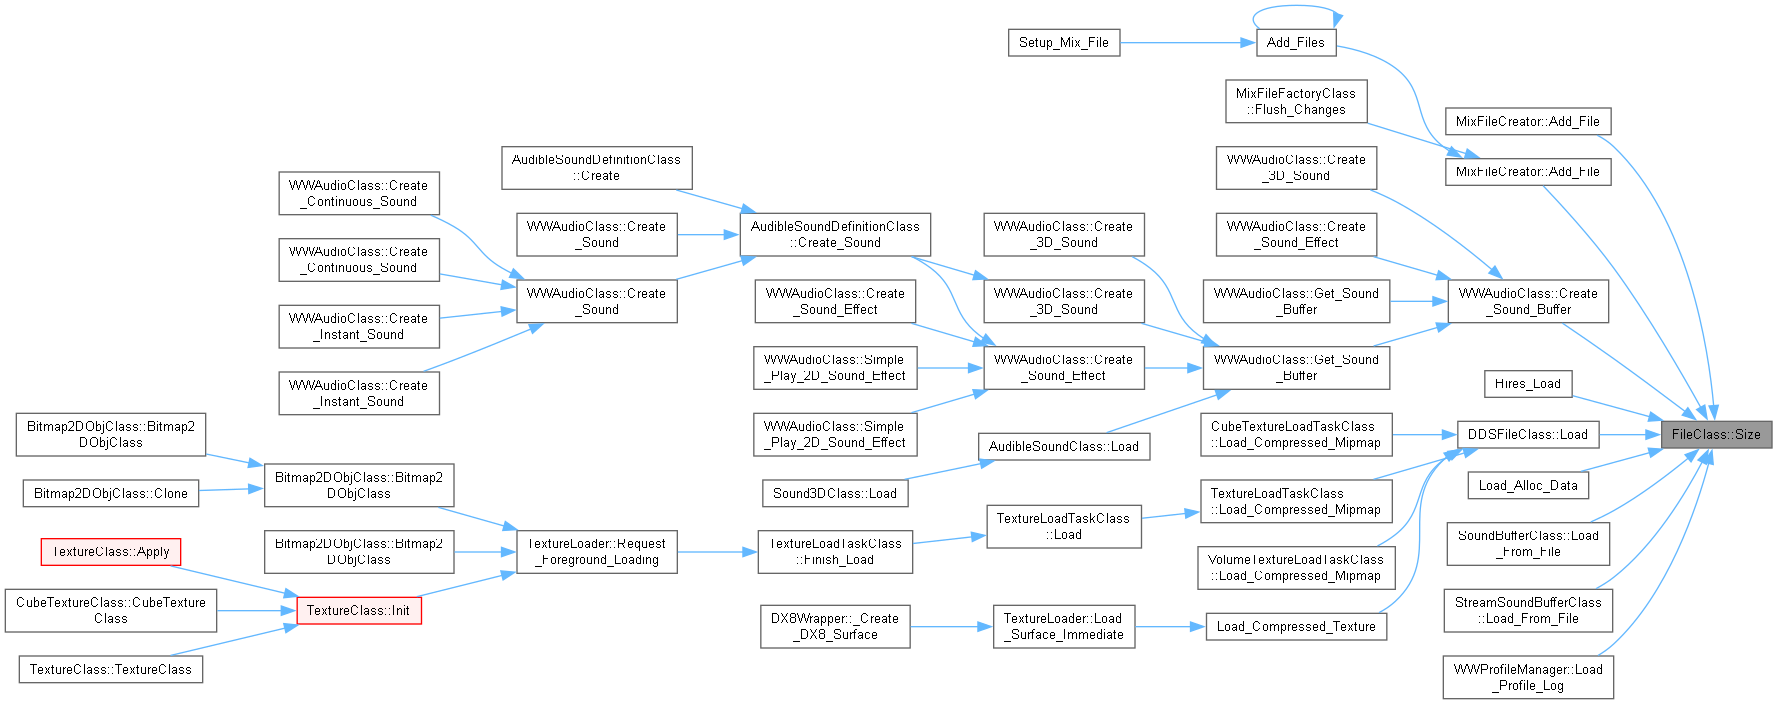 Setup_Mix_File
Add_Files
MixFileFactoryClass
::Flush_Changes
MixFileCreator::Add_File
MixFileCreator::Add_File
WWAudioClass::Create
_3D_Sound
AudibleSoundDefinitionClass
::Create
WWAudioClass::Create
_Continuous_Sound
WWAudioClass::Create
_Sound
AudibleSoundDefinitionClass
::Create_Sound
WWAudioClass::Create
_3D_Sound
WWAudioClass::Create
_Sound_Effect
WWAudioClass::Create
_Continuous_Sound
WWAudioClass::Create
_Sound
WWAudioClass::Create
_Sound_Effect
WWAudioClass::Create
_3D_Sound
WWAudioClass::Get_Sound
_Buffer
WWAudioClass::Create
_Sound_Buffer
WWAudioClass::Create
_Instant_Sound
WWAudioClass::Simple
_Play_2D_Sound_Effect
WWAudioClass::Create
_Sound_Effect
WWAudioClass::Get_Sound
_Buffer
WWAudioClass::Create
_Instant_Sound
Hires_Load
Bitmap2DObjClass::Bitmap2
DObjClass
WWAudioClass::Simple
_Play_2D_Sound_Effect
AudibleSoundClass::Load
CubeTextureLoadTaskClass
::Load_Compressed_Mipmap
DDSFileClass::Load
FileClass::Size
Bitmap2DObjClass::Clone
Bitmap2DObjClass::Bitmap2
DObjClass
Sound3DClass::Load
TextureLoadTaskClass
::Load_Compressed_Mipmap
Load_Alloc_Data
TextureClass::Apply
Bitmap2DObjClass::Bitmap2
DObjClass
TextureLoader::Request
_Foreground_Loading
TextureLoadTaskClass
::Finish_Load
TextureLoadTaskClass
::Load
VolumeTextureLoadTaskClass
::Load_Compressed_Mipmap
SoundBufferClass::Load
_From_File
CubeTextureClass::CubeTexture
Class
TextureClass::Init
DX8Wrapper::_Create
_DX8_Surface
TextureLoader::Load
_Surface_Immediate
Load_Compressed_Texture
StreamSoundBufferClass
::Load_From_File
TextureClass::TextureClass
WWProfileManager::Load
_Profile_Log